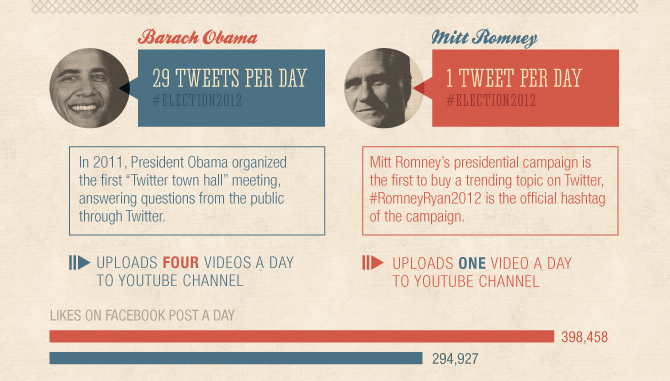 Barack Obama
29 TWEETS PER DAY
#ELECTION2012
In 2011, President Obama organized
the first “Twitter town hall” meeting,
answering questions from the public
through Twitter.
UPLOADS FOUR VIDEOS A DAY
TO YOUTUBE CHANNEL
Mitt Romney
1 TWEET PER DAY
#ELECTION2012
Mitt Romney's presidential campaign is
the first to buy a trending topic on Twitter,
#RomneyRyan2012 is the official hashtag
of the campaign.
UPLOADS ONE VIDEO A DAY
TO YOUTUBE CHANNEL
LIKES ON FACEBOOK POST A DAY
398,458
294,927